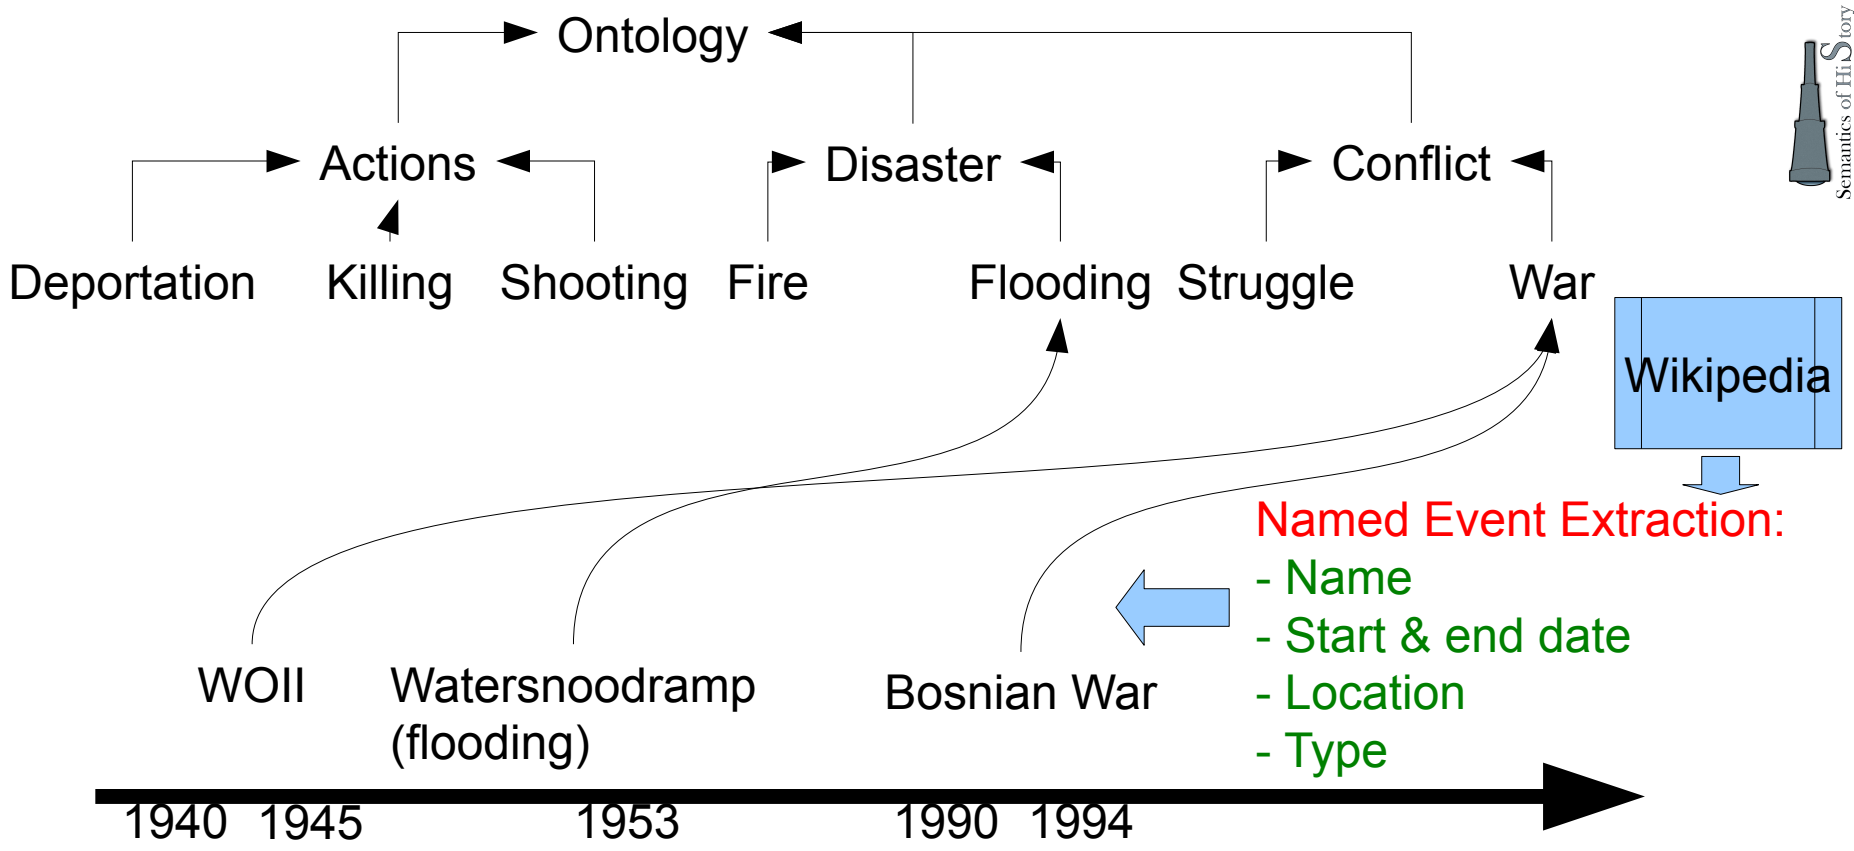 Ontology
Semantics of HiStory
Actions
Disaster
Conflict
Deportation
Killing
Shooting
Fire
Flooding
Struggle
War
Wikipedia
Named Event Extraction:
- Name
- Start & end date
- Location
- Type
WOII
Watersnoodramp
(flooding)
Bosnian War
1940
1945
1953
1990
1994